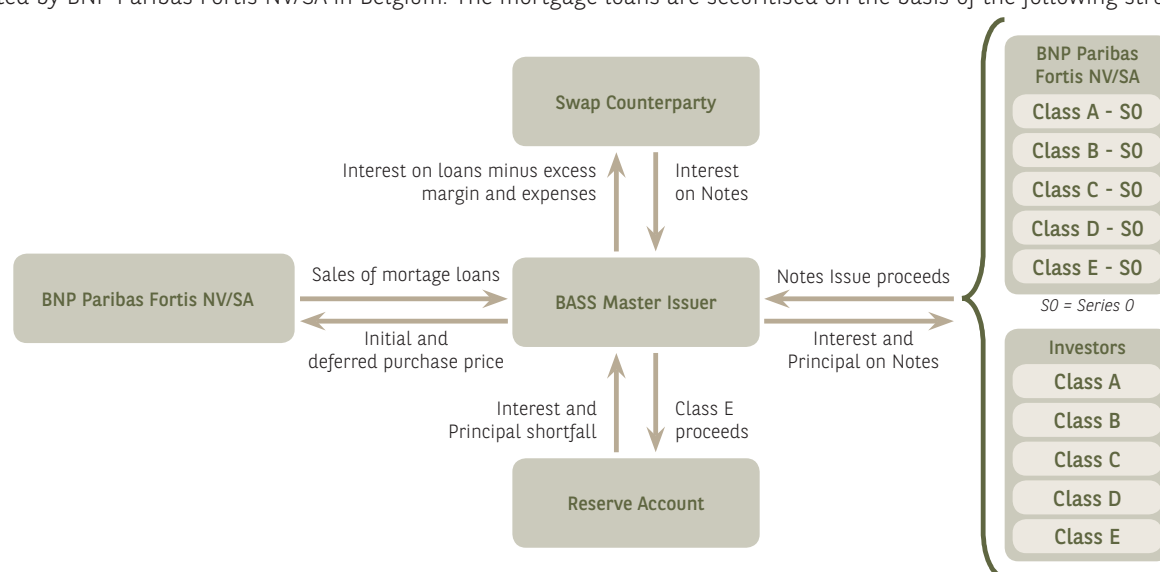 ted by BNP Paribas Fortis NV/SA in Belgium. The mortgage loans are securitised on the basis of the following stru
Swap Counterparty
Interest on loans minus excess
margin and expenses
Interest
on Notes
BNP Paribas Fortis NV/SA
Sales of mortage loans
Initial and
deferred purchase price
BASS Master Issuer
Notes Issue proceeds
Interest and
Principal on Notes
Interest and
Principal shortfall
Class E
proceeds
Reserve Account
BNP Paribas
Fortis NV/SA
Class A - S0
Class B - S0
Class C - S0
Class D - S0
Class E - S0
S0 = Series 0
Investors
Class A
Class B
Class C
Class D
Class E